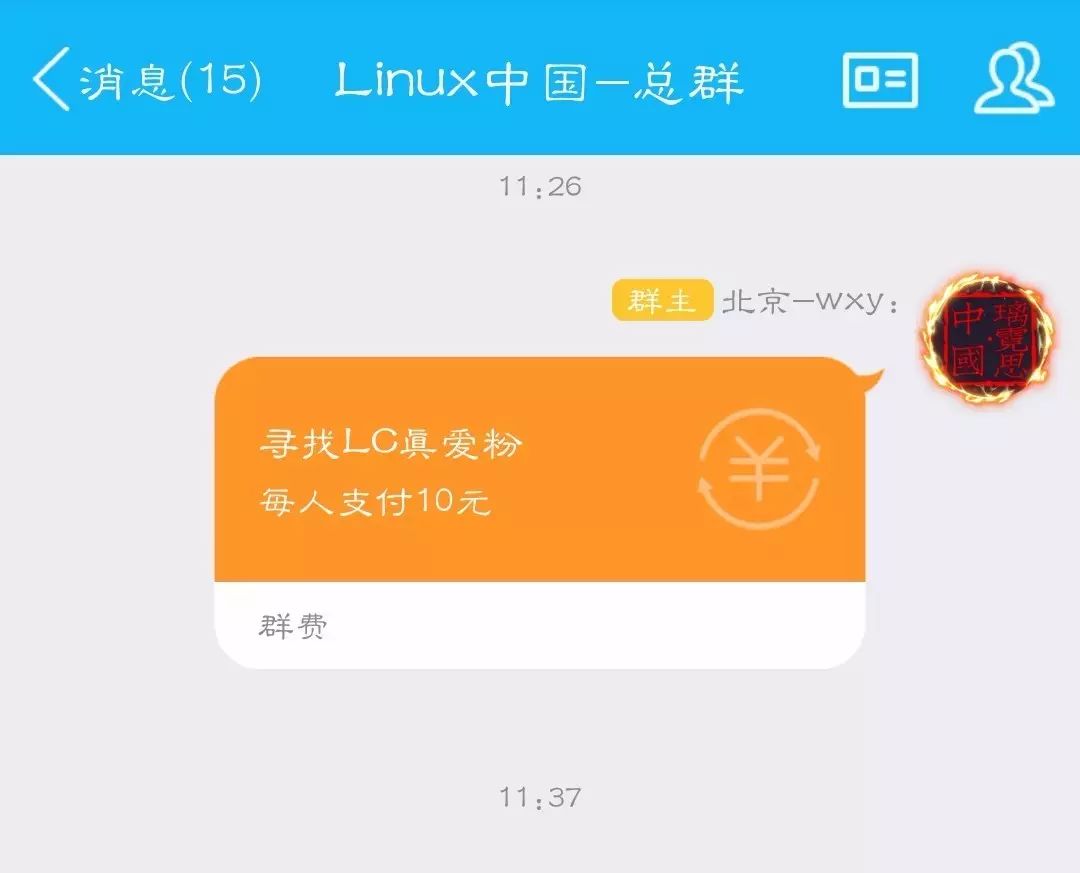 消息(15) Linux中国-总群
11:26
群主 北京-wxy:
中國 璃霓思
寻找LC真爱粉
每人支付10元
¥
群费
11:37